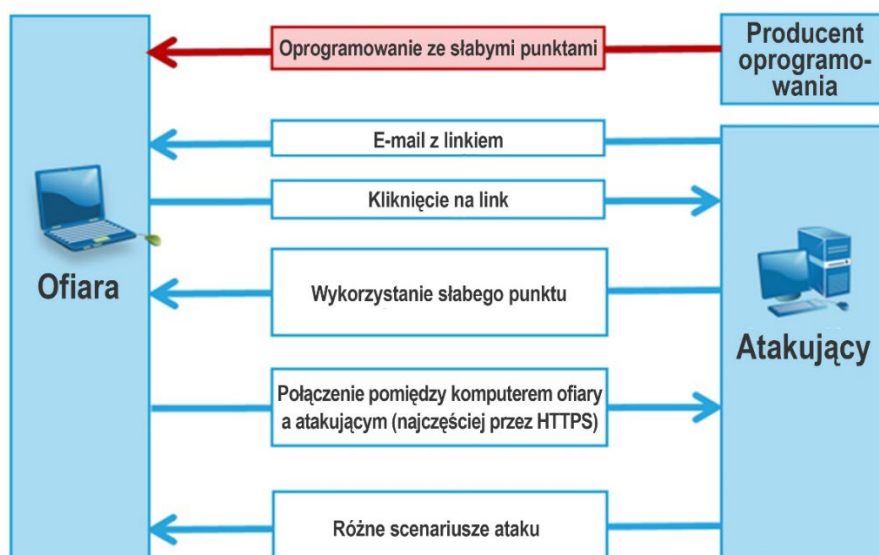 Oprogramowanie ze słabymi punktami
Producent
oprogramo-
wania
E-mail z linkiem
Kliknięcie na link
Ofiara
Wykorzystanie słabego punktu
Atakujący
Połączenie pomiędzy komputerem ofiary
a atakującym (najczęściej przez HTTPS)
Różne scenariusze ataku